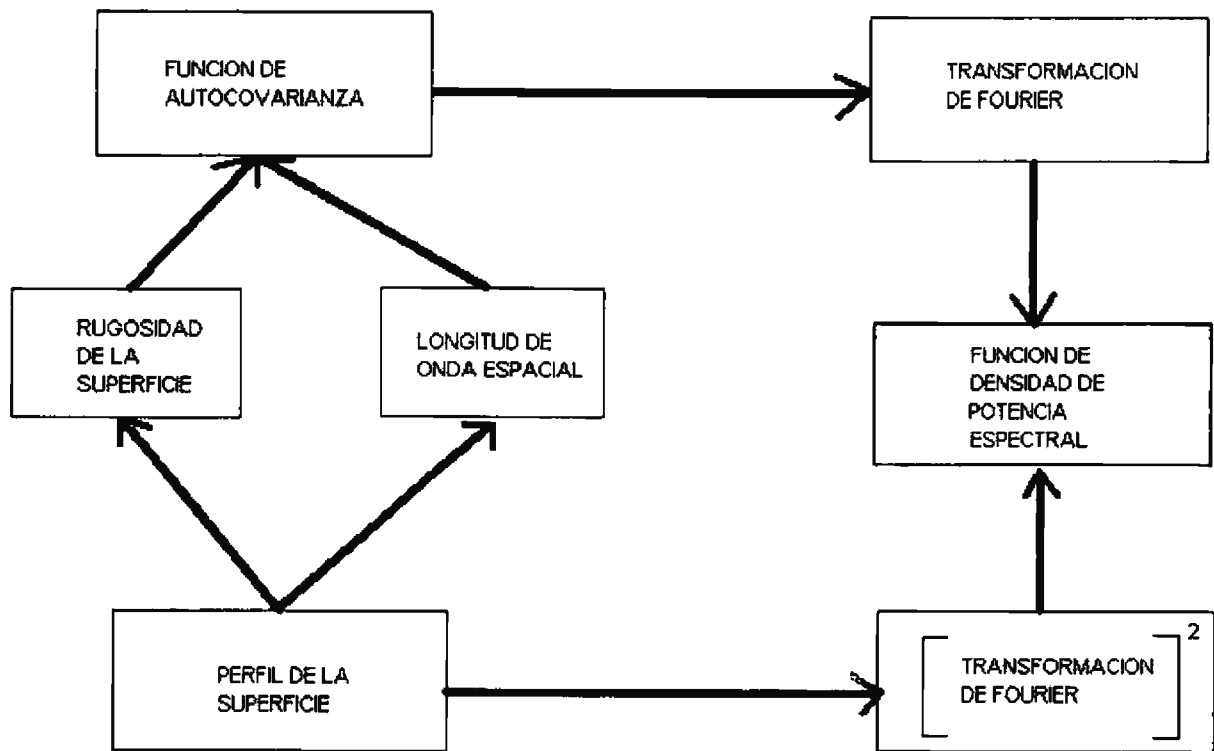 FUNCION DE
AUTOCOVARIANZA
TRANSFORMACION
DE FOURIER
RUGOSIDAD
DE LA
SUPERFICIE
LONGITUD DE
ONDA ESPACIAL
FUNCION DE
DENSIDAD DE
POTENCIA
ESPECTRAL
PERFIL DE LA
SUPERFICIE
2
TRANSFORMACION
DE FOURIER